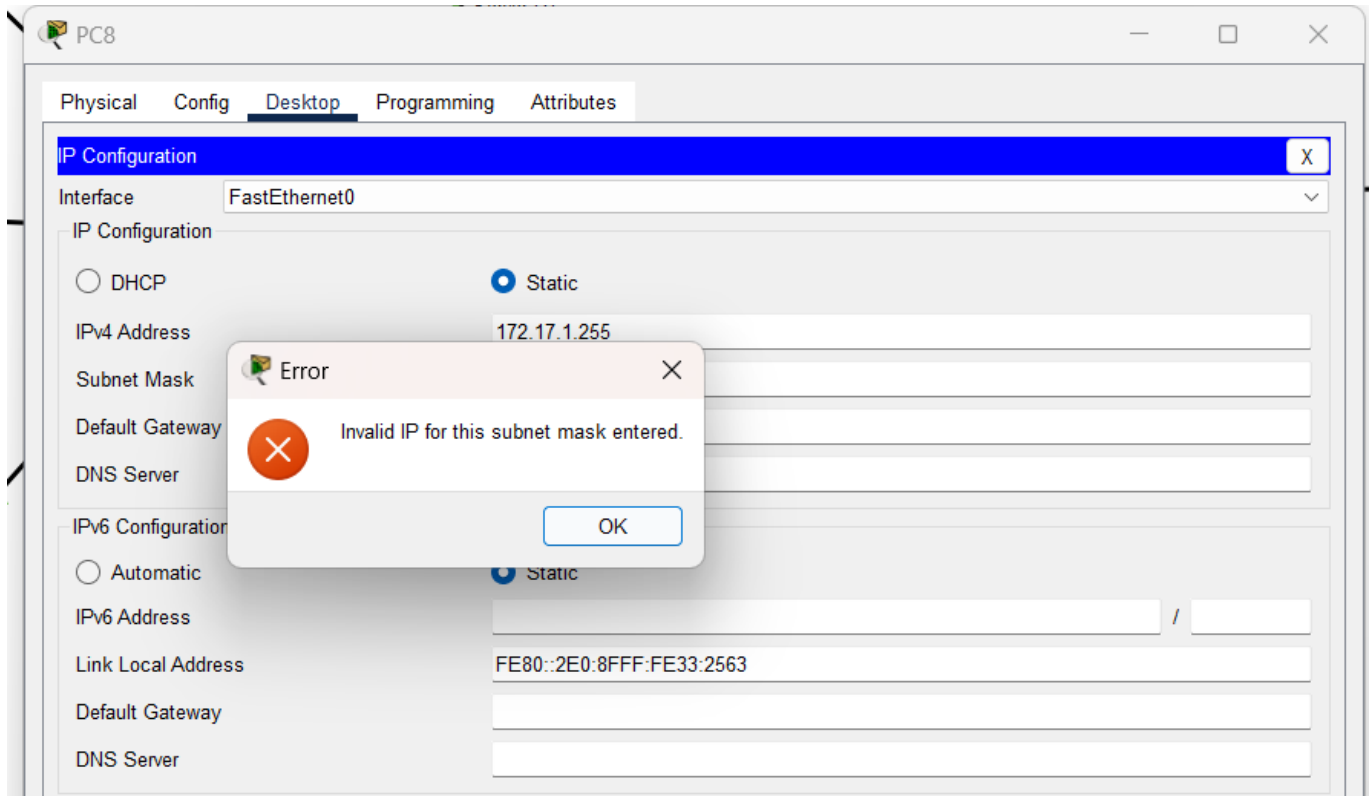 PC8
Physical Config Desktop Programming Attributes
IP Configuration X
Interface FastEthernet0
IP Configuration
DHCP Static
IPv4 Address 172.17.1.255
Subnet Mask
Default Gateway
DNS Server
Error
Invalid IP for this subnet mask entered.
OK
IPv6 Configuration
Automatic Static
IPv6 Address /
Link Local Address FE80::2E0:8FFF:FE33:2563
Default Gateway
DNS Server